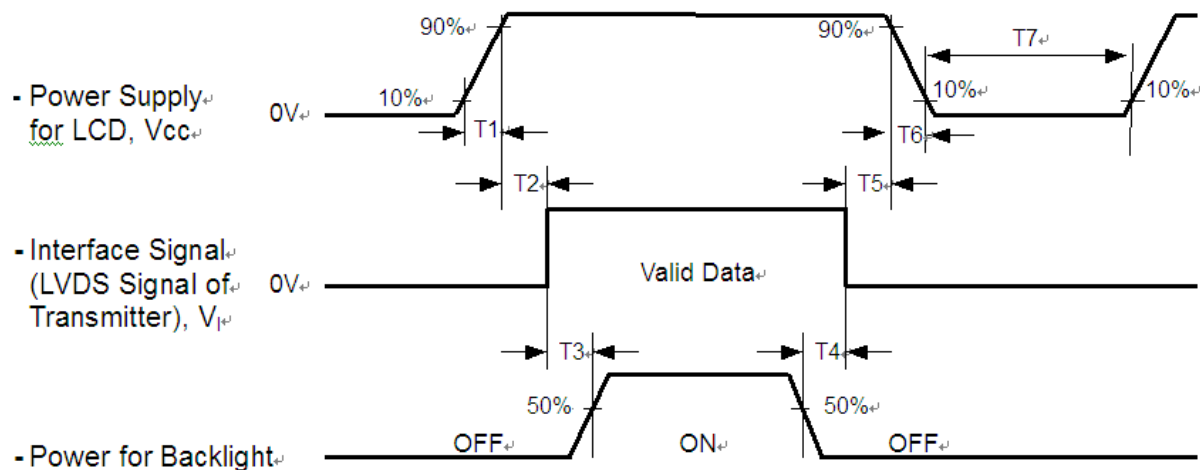 90%
90%
T7
10%
10%
10%
- Power Supply
for LCD, Vcc
0V
T1
T6
T2
T5
- Interface Signal
(LVDS Signal of
Transmitter), VI
0V
Valid Data
T3
T4
50%
50%
- Power for Backlight
OFF
ON
OFF